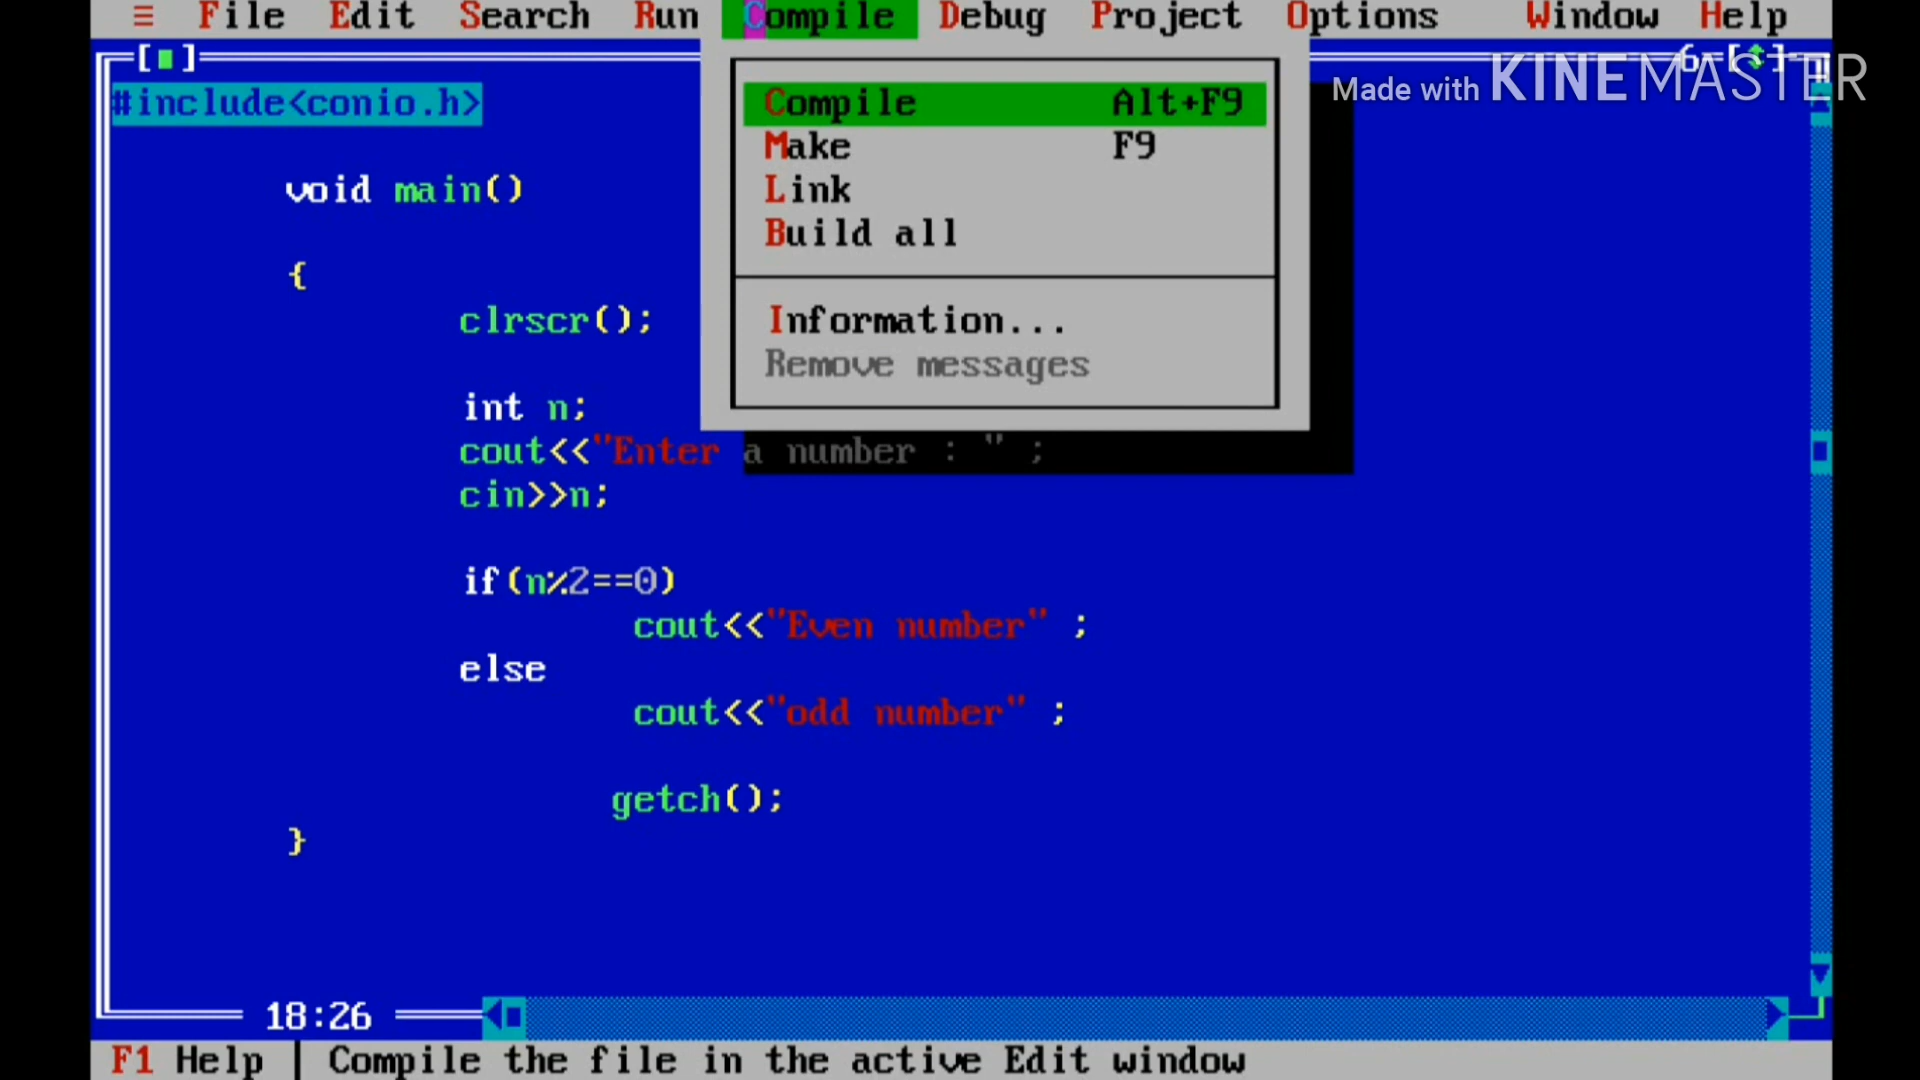 ≡ File Edit Search Run Compile Debug Project Options Window Help
6
Made with KINEMASTER
#include<conio.h>
Compile Alt+F9
Make F9
void main()
Link
Build all
{
clrscr();
Information...
Remove messages
int n;
cout<<"Enter a number : " ;
cin>>n;
if(n%2==0)
cout<<"Even number" ;
else
cout<<"odd number" ;
getch();
}
18:26
F1 Help | Compile the file in the active Edit window